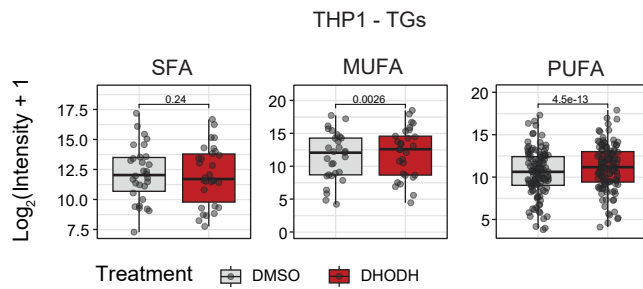 THP1 - TGs
SFA
MUFA
PUFA
Log2(Intensity + 1
17.5
15.0
12.5
10.0
7.5
0.24
20
15
10
5
0
0.0026
20
15
10
5
4.5e-13
Treatment
DMSO
DHODH